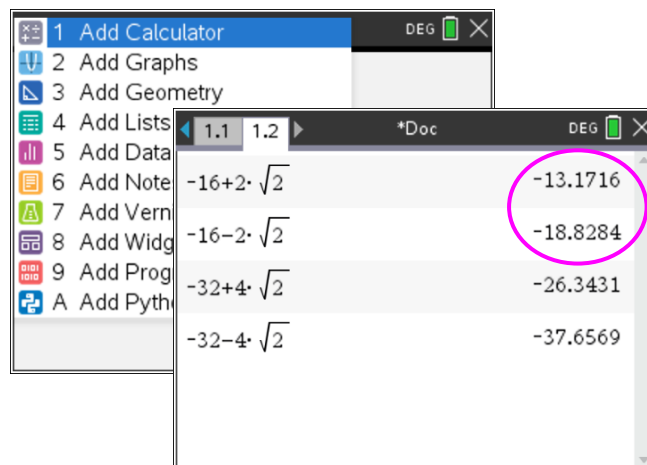 1 Add Calculator
DEG
2 Add Graphs
3 Add Geometry
4 Add Lists
5 Add Data
6 Add Note
7 Add Vern
8 Add Widg
9 Add Prog
A Add Pytho
1.1 1.2 *Doc DEG
-16+2·√2 -13.1716
-16-2·√2 -18.8284
-32+4·√2 -26.3431
-32-4·√2 -37.6569